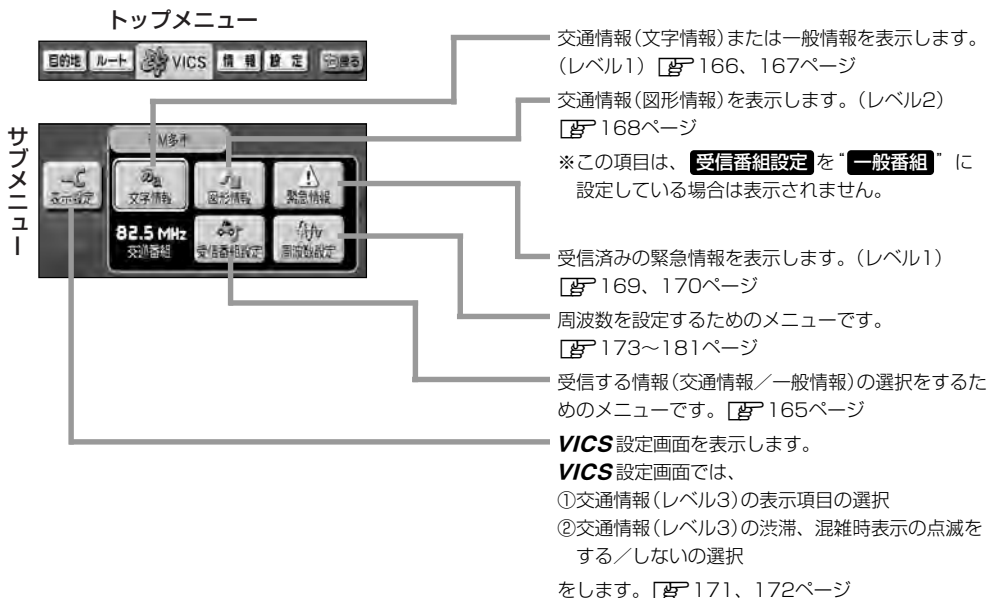 トップメニュー
目的地 ルート VICS 情 報 設 定 戻る
サブメニュー
FM多重
表示設定
文字情報 図形情報 緊急情報
82.5 MHz
交通番組
受信番組設定 周波数設定
交通情報(文字情報)または一般情報を表示します。
(レベル1) 166、167ページ
交通情報(図形情報)を表示します。(レベル2)
168ページ
※この項目は、 受信番組設定 を“ 一般番組 ”に
設定している場合は表示されません。
受信済みの緊急情報を表示します。(レベル1)
169、170ページ
周波数を設定するためのメニューです。
173〜181ページ
受信する情報(交通情報/一般情報)の選択をするた
めのメニューです。 165ページ
VICS 設定画面を表示します。
VICS 設定画面では、
①交通情報(レベル3)の表示項目の選択
②交通情報(レベル3)の渋滞、混雑時表示の点滅を
する/しないの選択
をします。 171、172ページ